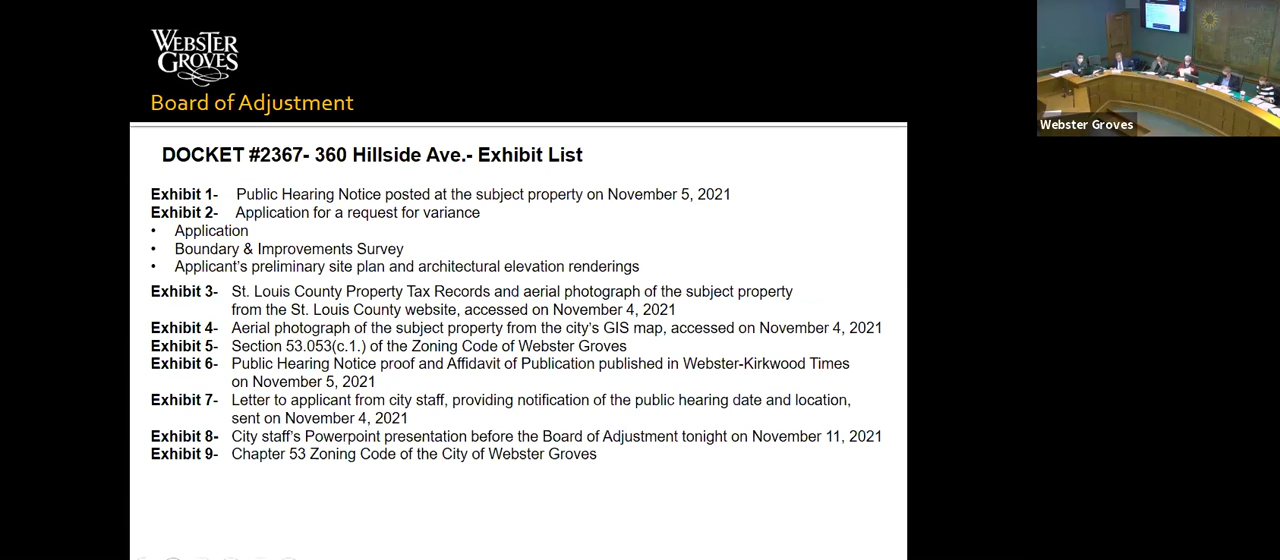 WEBSTER
GROVES
Board of Adjustment
Webster Groves
DOCKET #2367- 360 Hillside Ave.- Exhibit List
Exhibit 1- Public Hearing Notice posted at the subject property on November 5, 2021
Exhibit 2- Application for a request for variance
• Application
• Boundary & Improvements Survey
• Applicant's preliminary site plan and architectural elevation renderings
Exhibit 3- St. Louis County Property Tax Records and aerial photograph of the subject property
from the St. Louis County website, accessed on November 4, 2021
Exhibit 4- Aerial photograph of the subject property from the city's GIS map, accessed on November 4, 2021
Exhibit 5- Section 53.053(c.1.) of the Zoning Code of Webster Groves
Exhibit 6- Public Hearing Notice proof and Affidavit of Publication published in Webster-Kirkwood Times
on November 5, 2021
Exhibit 7- Letter to applicant from city staff, providing notification of the public hearing date and location,
sent on November 4, 2021
Exhibit 8- City staff's Powerpoint presentation before the Board of Adjustment tonight on November 11, 2021
Exhibit 9- Chapter 53 Zoning Code of the City of Webster Groves